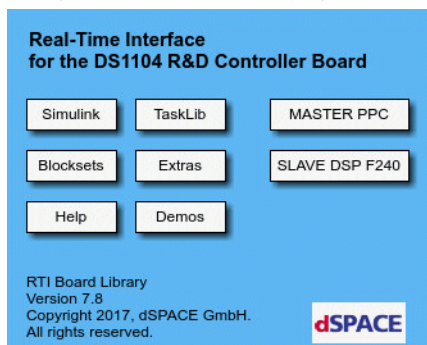 Real-Time Interface
for the DS1104 R&D Controller Board
Simulink TaskLib MASTER PPC
Blocksets Extras SLAVE DSP F240
Help Demos
RTI Board Library
Version 7.8
Copyright 2017, dSPACE GmbH.
All rights reserved.
dSPACE